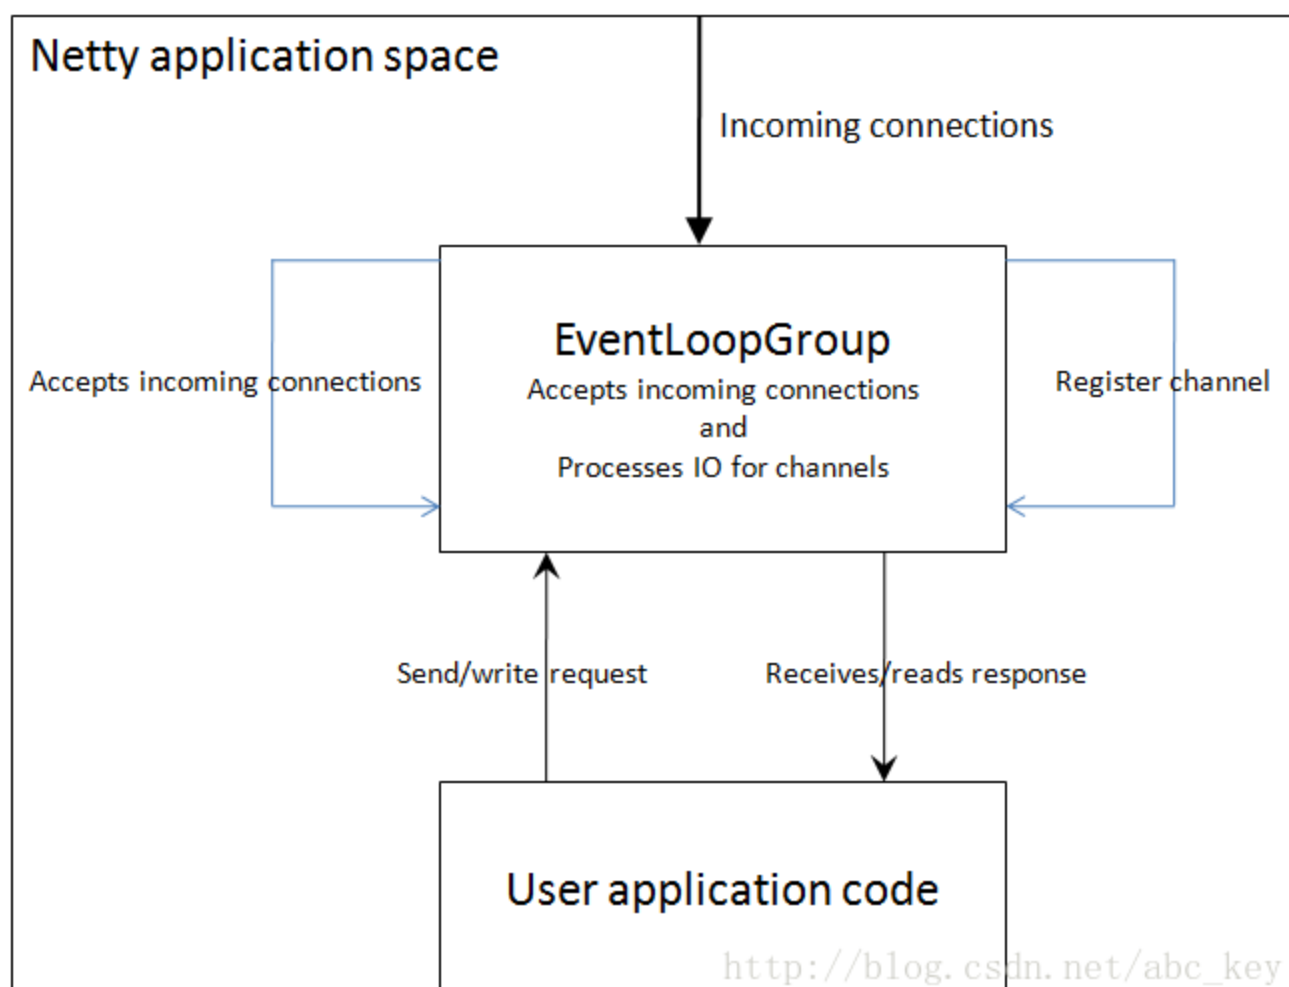 Netty application space
Incoming connections
EventLoopGroup
Accepts incoming connections
Accepts incoming connections
Register channel
and
Processes IO for channels
Send/write request
Receives/reads response
User application code
http://blog.csdn.net/abc_key